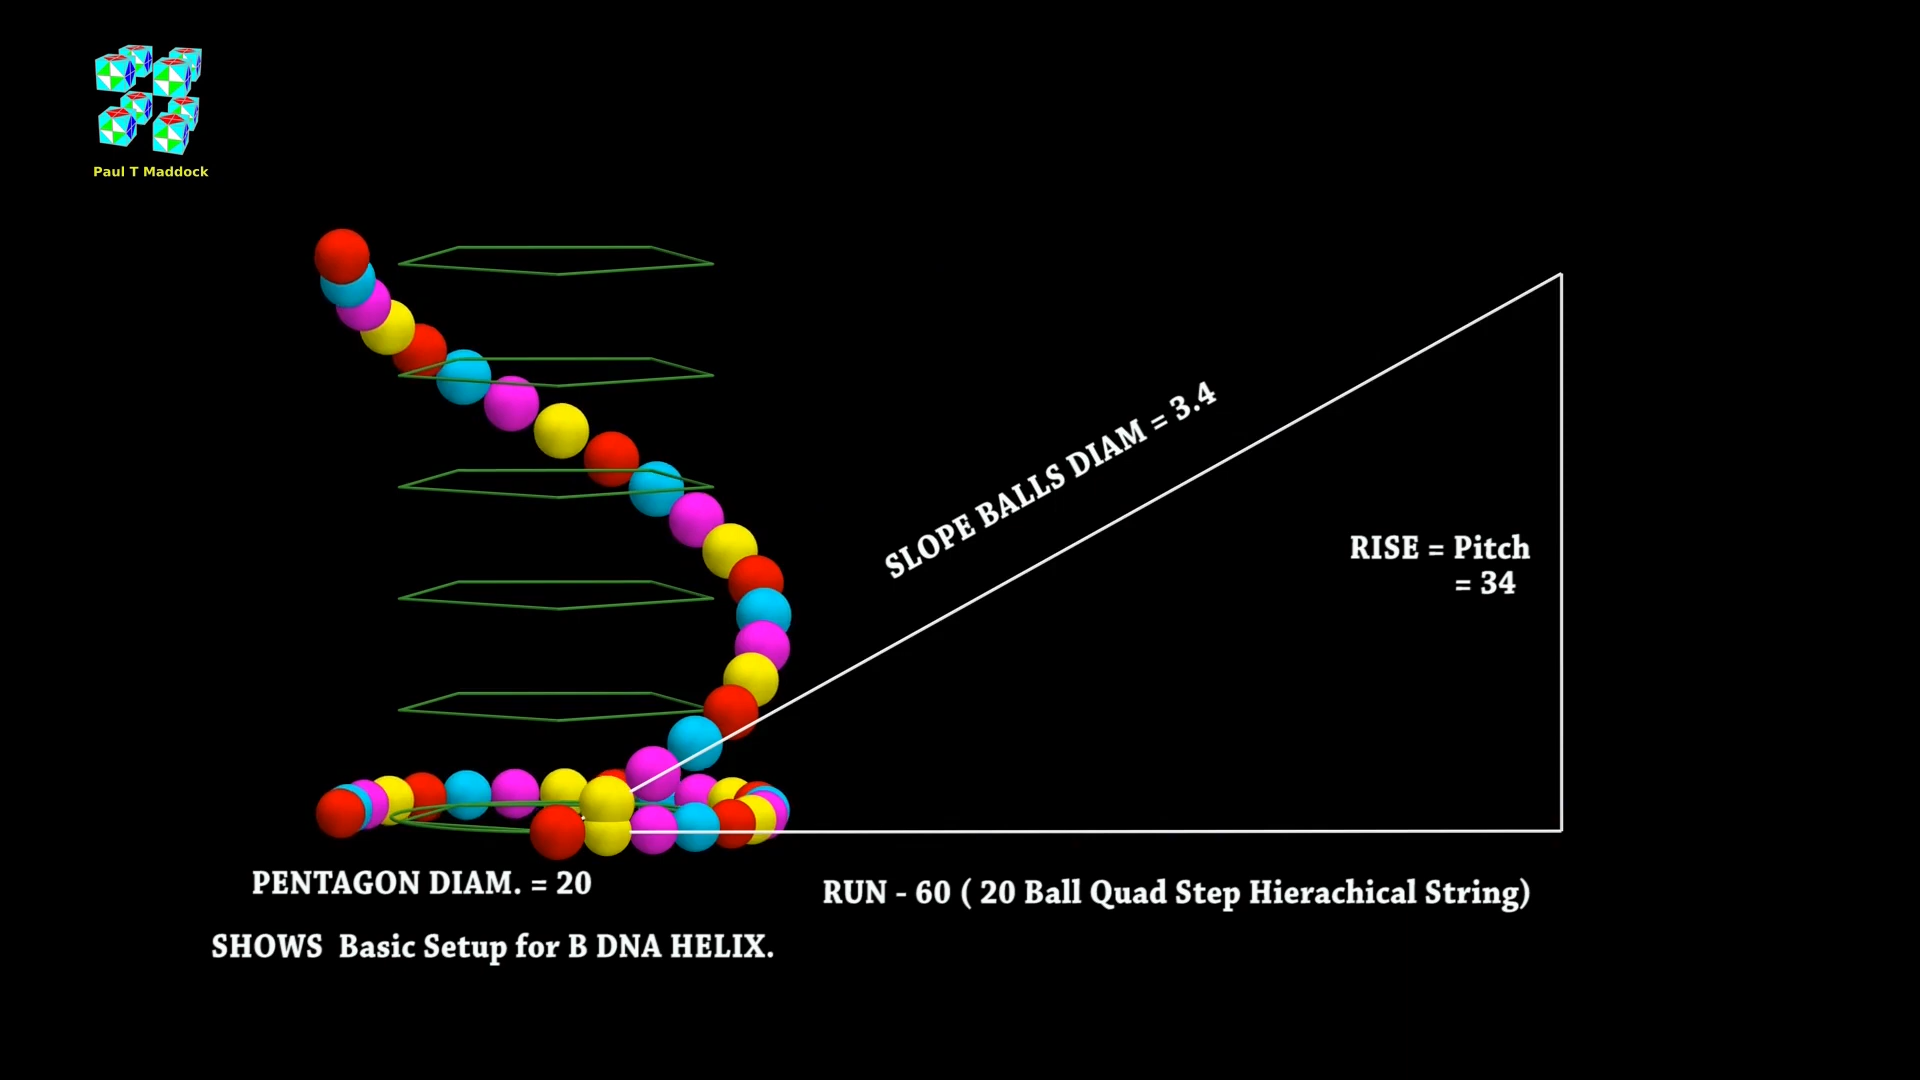 Paul T Maddock
SLOPE BALLS DIAM = 3.4
RISE = Pitch
= 34
PENTAGON DIAM. = 20
RUN - 60 ( 20 Ball Quad Step Hierachical String)
SHOWS  Basic Setup for B DNA HELIX.